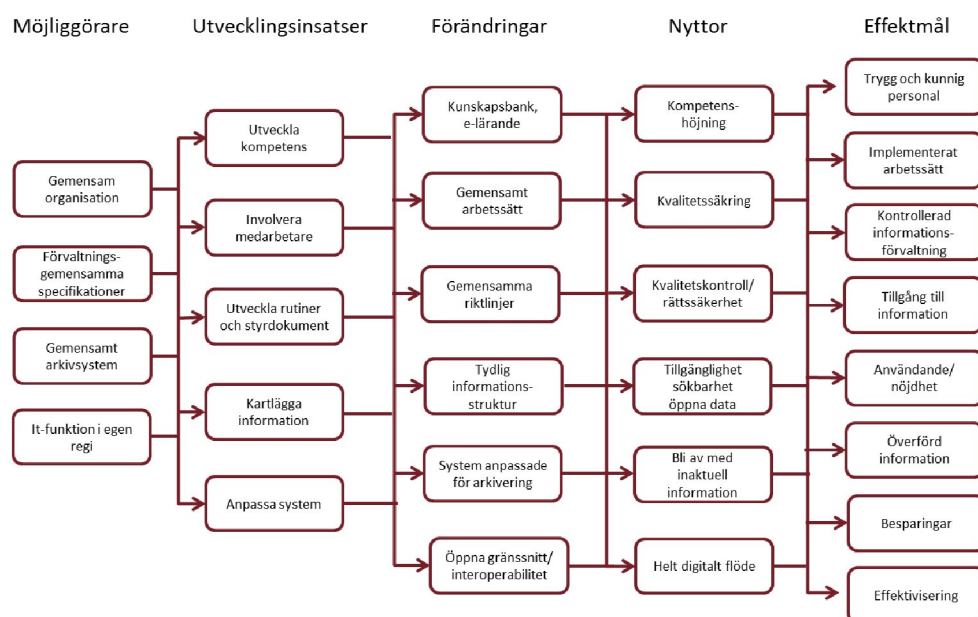 Möjliggörare
Utvecklingsinsatser
Förändringar
Nyttor
Effektmål
Gemensam
organisation
Förvaltnings-
gemensamma
specifikationer
Gemensamt
arkivsystem
It-funktion i egen
regi
Utveckla
kompetens
Involvera
medarbetare
Utveckla rutiner
och styrdokument
Kartlägga
information
Anpassa system
Kunskapsbank,
e-lärande
Gemensamt
arbetssätt
Gemensamma
riktlinjer
Tydlig
informations-
struktur
System anpassade
för arkivering
Öppna gränssnitt/
interoperabilitet
Kompetens-
höjning
Kvalitetssäkring
Kvalitetskontroll/
rättssäkerhet
Tillgänglighet
sökbarhet
öppna data
Bli av med
inaktuell
information
Helt digitalt flöde
Trygg och kunnig
personal
Implementerat
arbetssätt
Kontrollerad
informations-
förvaltning
Tillgång till
information
Användande/
nöjdhet
Överförd
information
Besparingar
Effektivisering